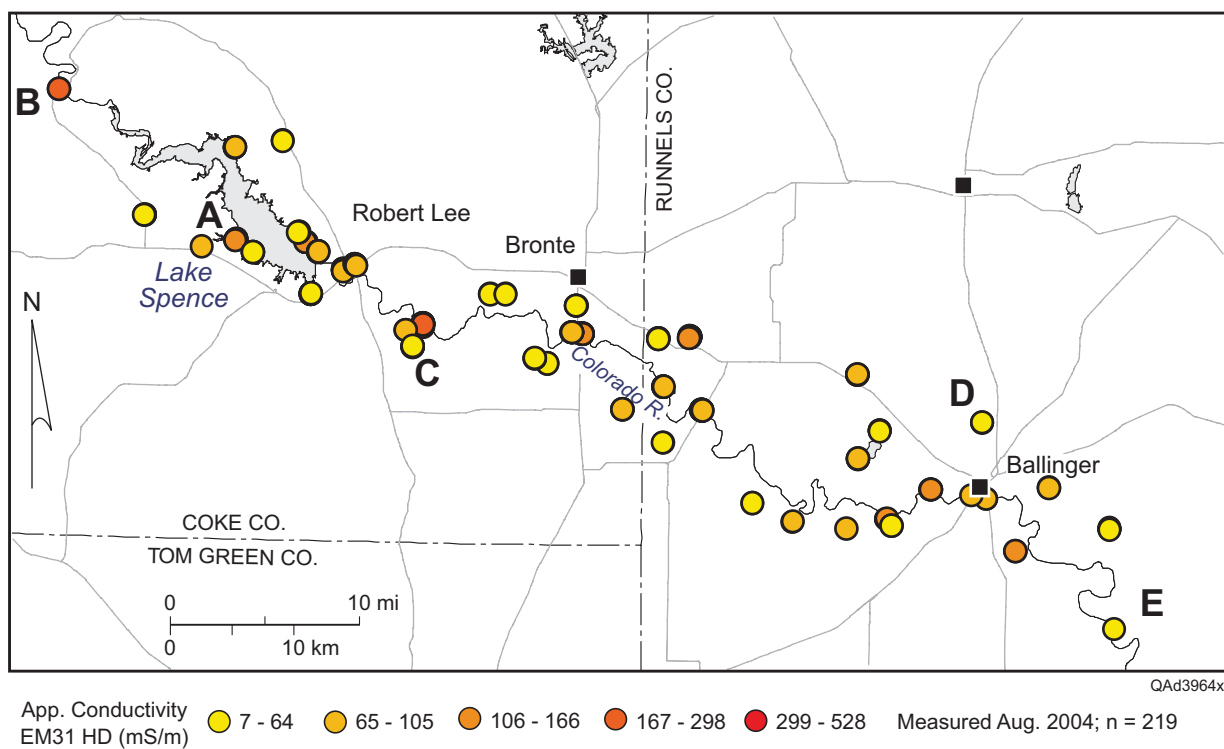 B
RUNNELS CO.
A
Robert Lee
Bronte
Lake
Spence
N
C
Colorado R.
D
Ballinger
COKE CO.
TOM GREEN CO.
0 10 mi
0 10 km
E
QAd3964x
App. Conductivity
EM31 HD (mS/m)
7 - 64 65 - 105 106 - 166 167 - 298 299 - 528 Measured Aug. 2004; n = 219